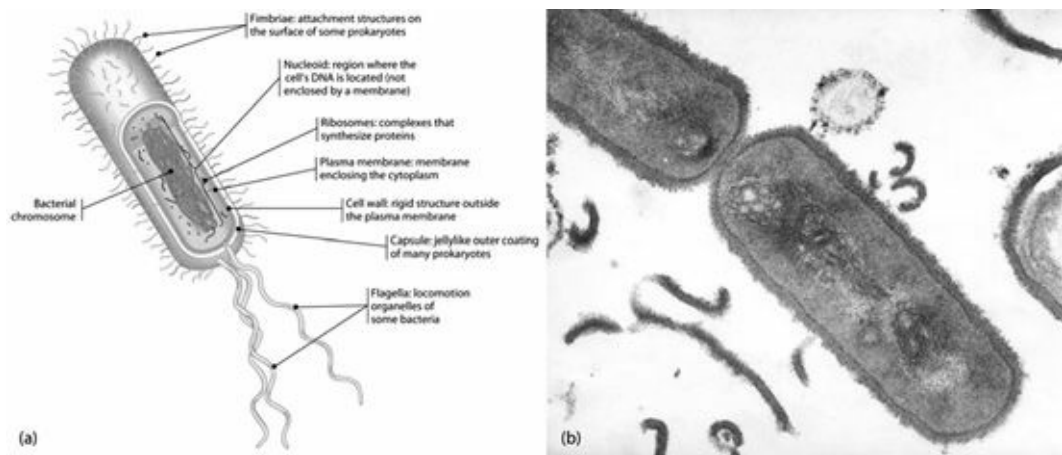 Fimbriae: attachment structures on
the surface of some prokaryotes
Nucleoid: region where the
cell's DNA is located (not
enclosed by a membrane)
Ribosomes: complexes that
synthesize proteins
Plasma membrane: membrane
enclosing the cytoplasm
Bacterial
chromosome
Cell wall: rigid structure outside
the plasma membrane
Capsule: jellylike outer coating
of many prokaryotes
Flagella: locomotion
organelles of
some bacteria
(a)
(b)